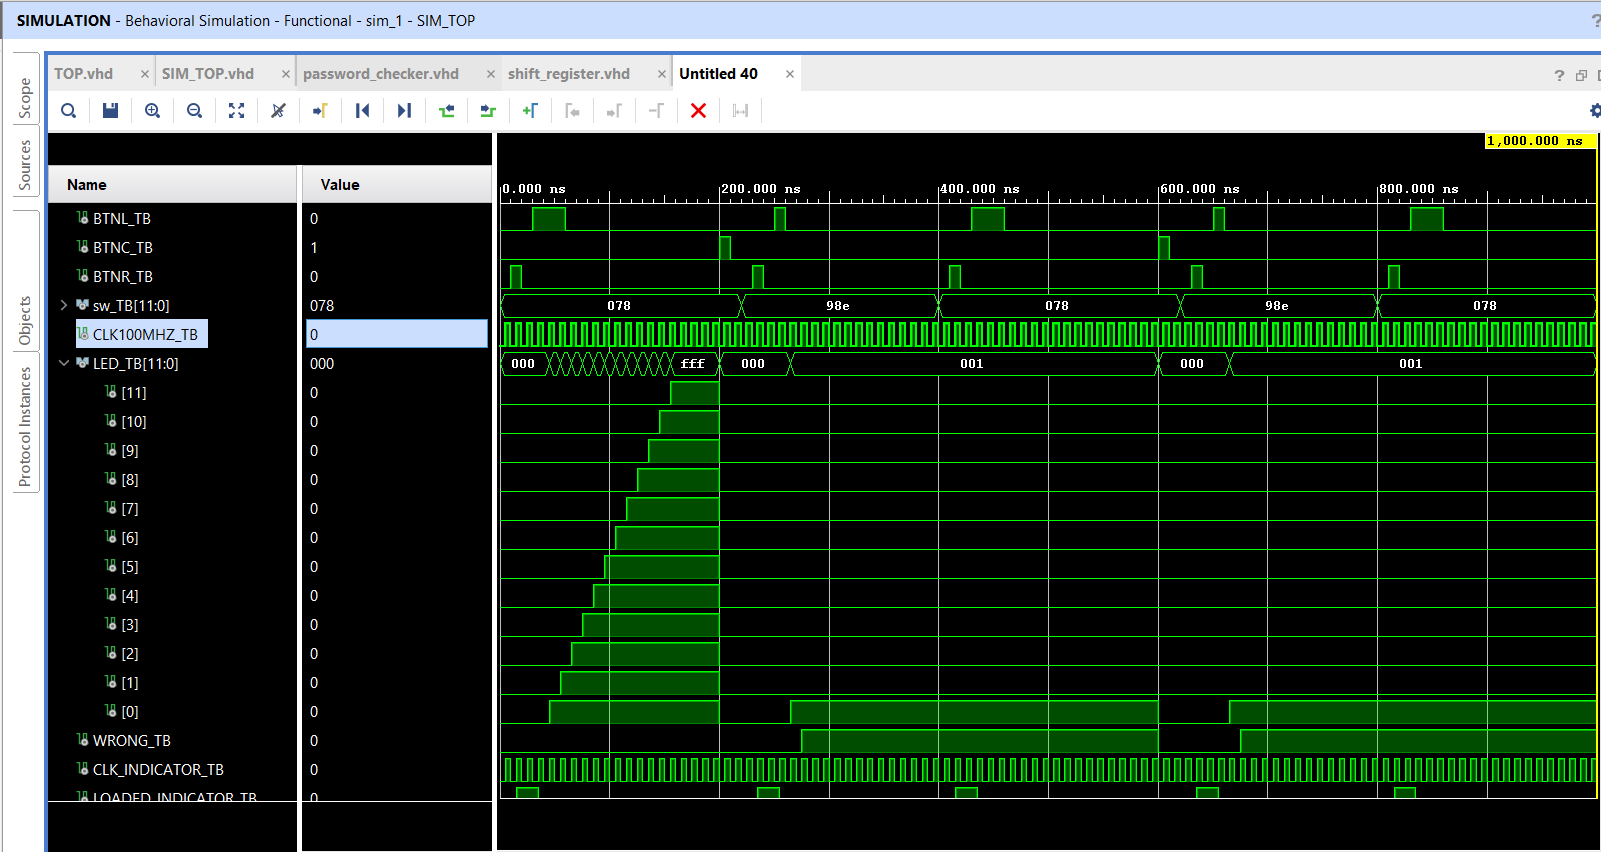 SIMULATION - Behavioral Simulation - Functional - sim_1 - SIM_TOP ?
Scope
Sources
Objects
Protocol Instances
TOP.vhd × SIM_TOP.vhd × password_checker.vhd × shift_register.vhd × Untitled 40 × ?
1,000.000 ns
Name Value
0.000 ns 200.000 ns 400.000 ns 600.000 ns 800.000 ns
BTNL_TB 0
BTNC_TB 1
BTNR_TB 0
sw_TB[11:0] 078 078 98e 078 98e 078
CLK100MHZ_TB 0
LED_TB[11:0] 000 000 fff 000 001 000 001
[11] 0
[10] 0
[9] 0
[8] 0
[7] 0
[6] 0
[5] 0
[4] 0
[3] 0
[2] 0
[1] 0
[0] 0
WRONG_TB 0
CLK_INDICATOR_TB 0
LOADED_INDICATOR_TB 0